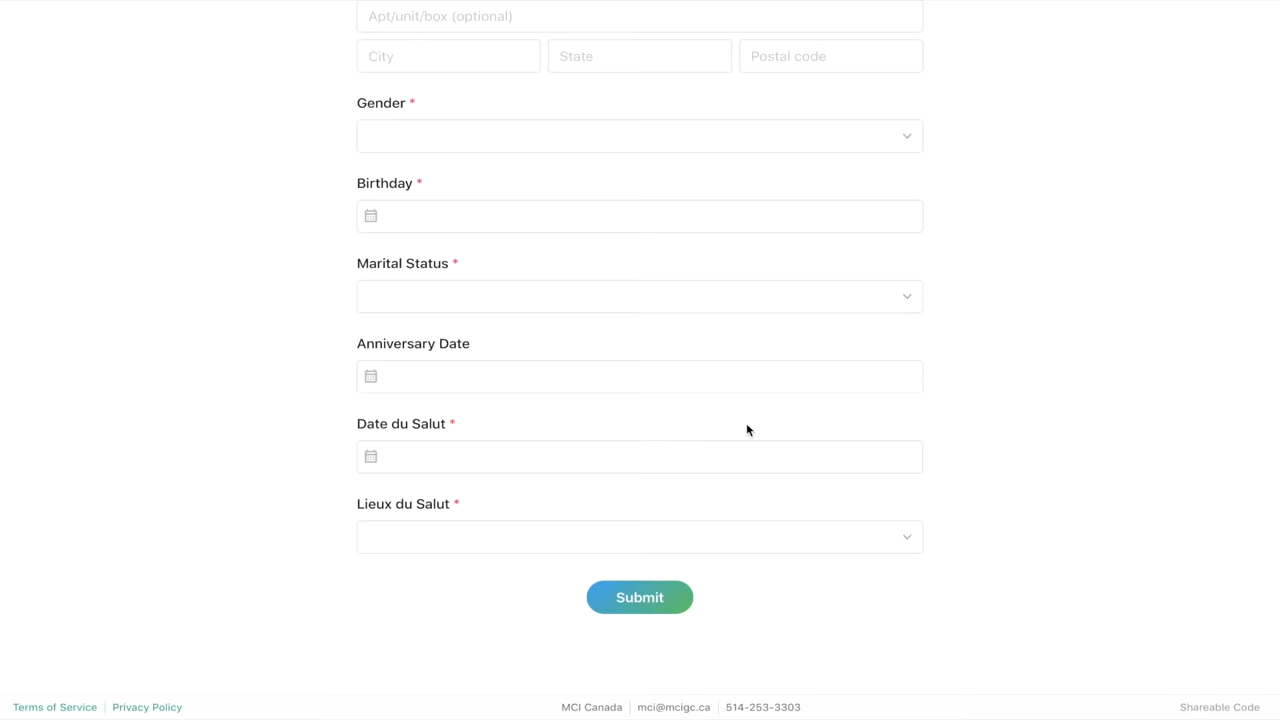 Apt/unit/box (optional)
City State Postal code
Gender *
Birthday *
Marital Status *
Anniversary Date
Date du Salut *
Lieux du Salut *
Submit
Terms of Service Privacy Policy MCI Canada mci@mcigc.ca 514-253-3303 Shareable Code